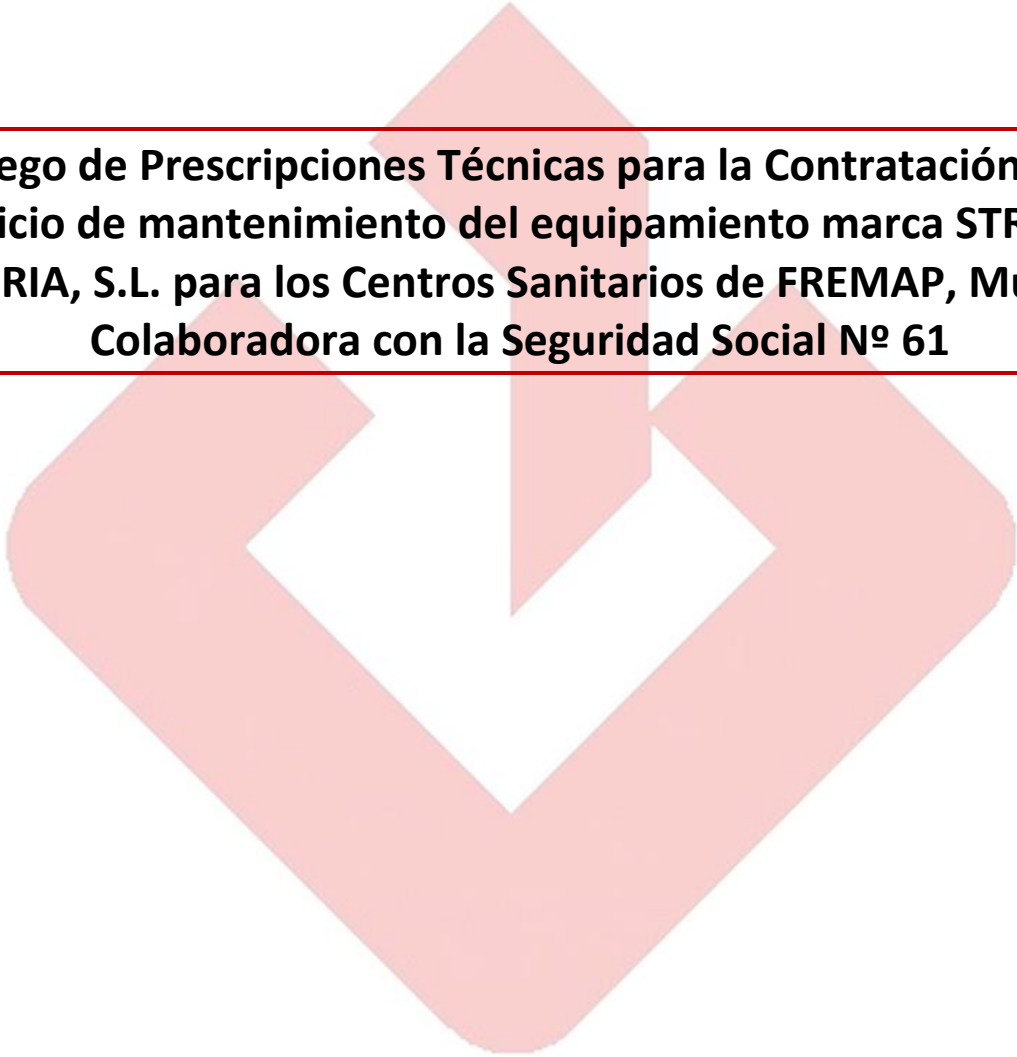 ego de Prescripciones Técnicas para la Contratación
icio de mantenimiento del equipamiento marca STR
RIA, S.L. para los Centros Sanitarios de FREMAP, Mu
Colaboradora con la Seguridad Social Nº 61